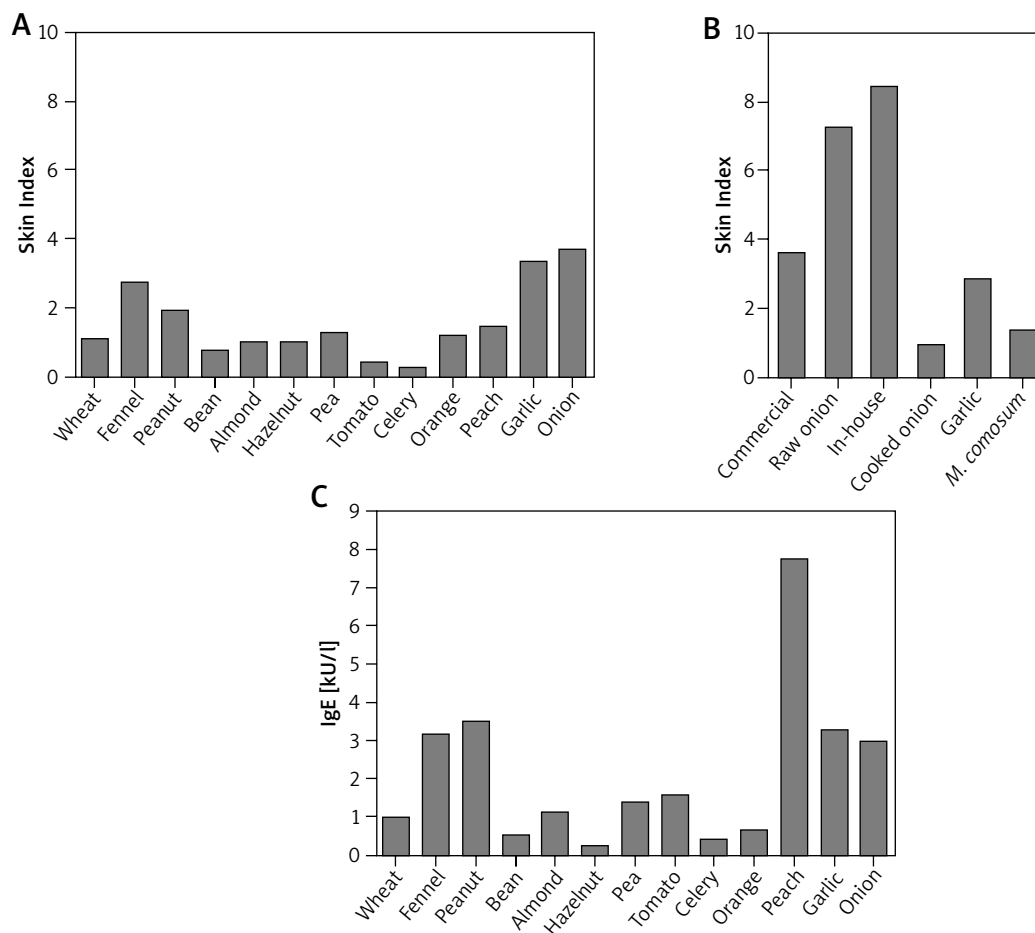 A
10
8
6
4
2
0
Skin Index
Wheat
Fennel
Peanut
Bean
Almond
Hazelnut
Pea
Tomato
Celery
Orange
Peach
Garlic
Onion
B
10
8
6
4
2
0
Skin Index
Commercial
Raw onion
In-house
Cooked onion
Garlic
M. comosum
C
9
8
7
6
5
4
3
2
1
0
IgE [kU/l]
Wheat
Fennel
Peanut
Bean
Almond
Hazelnut
Pea
Tomato
Celery
Orange
Peach
Garlic
Onion